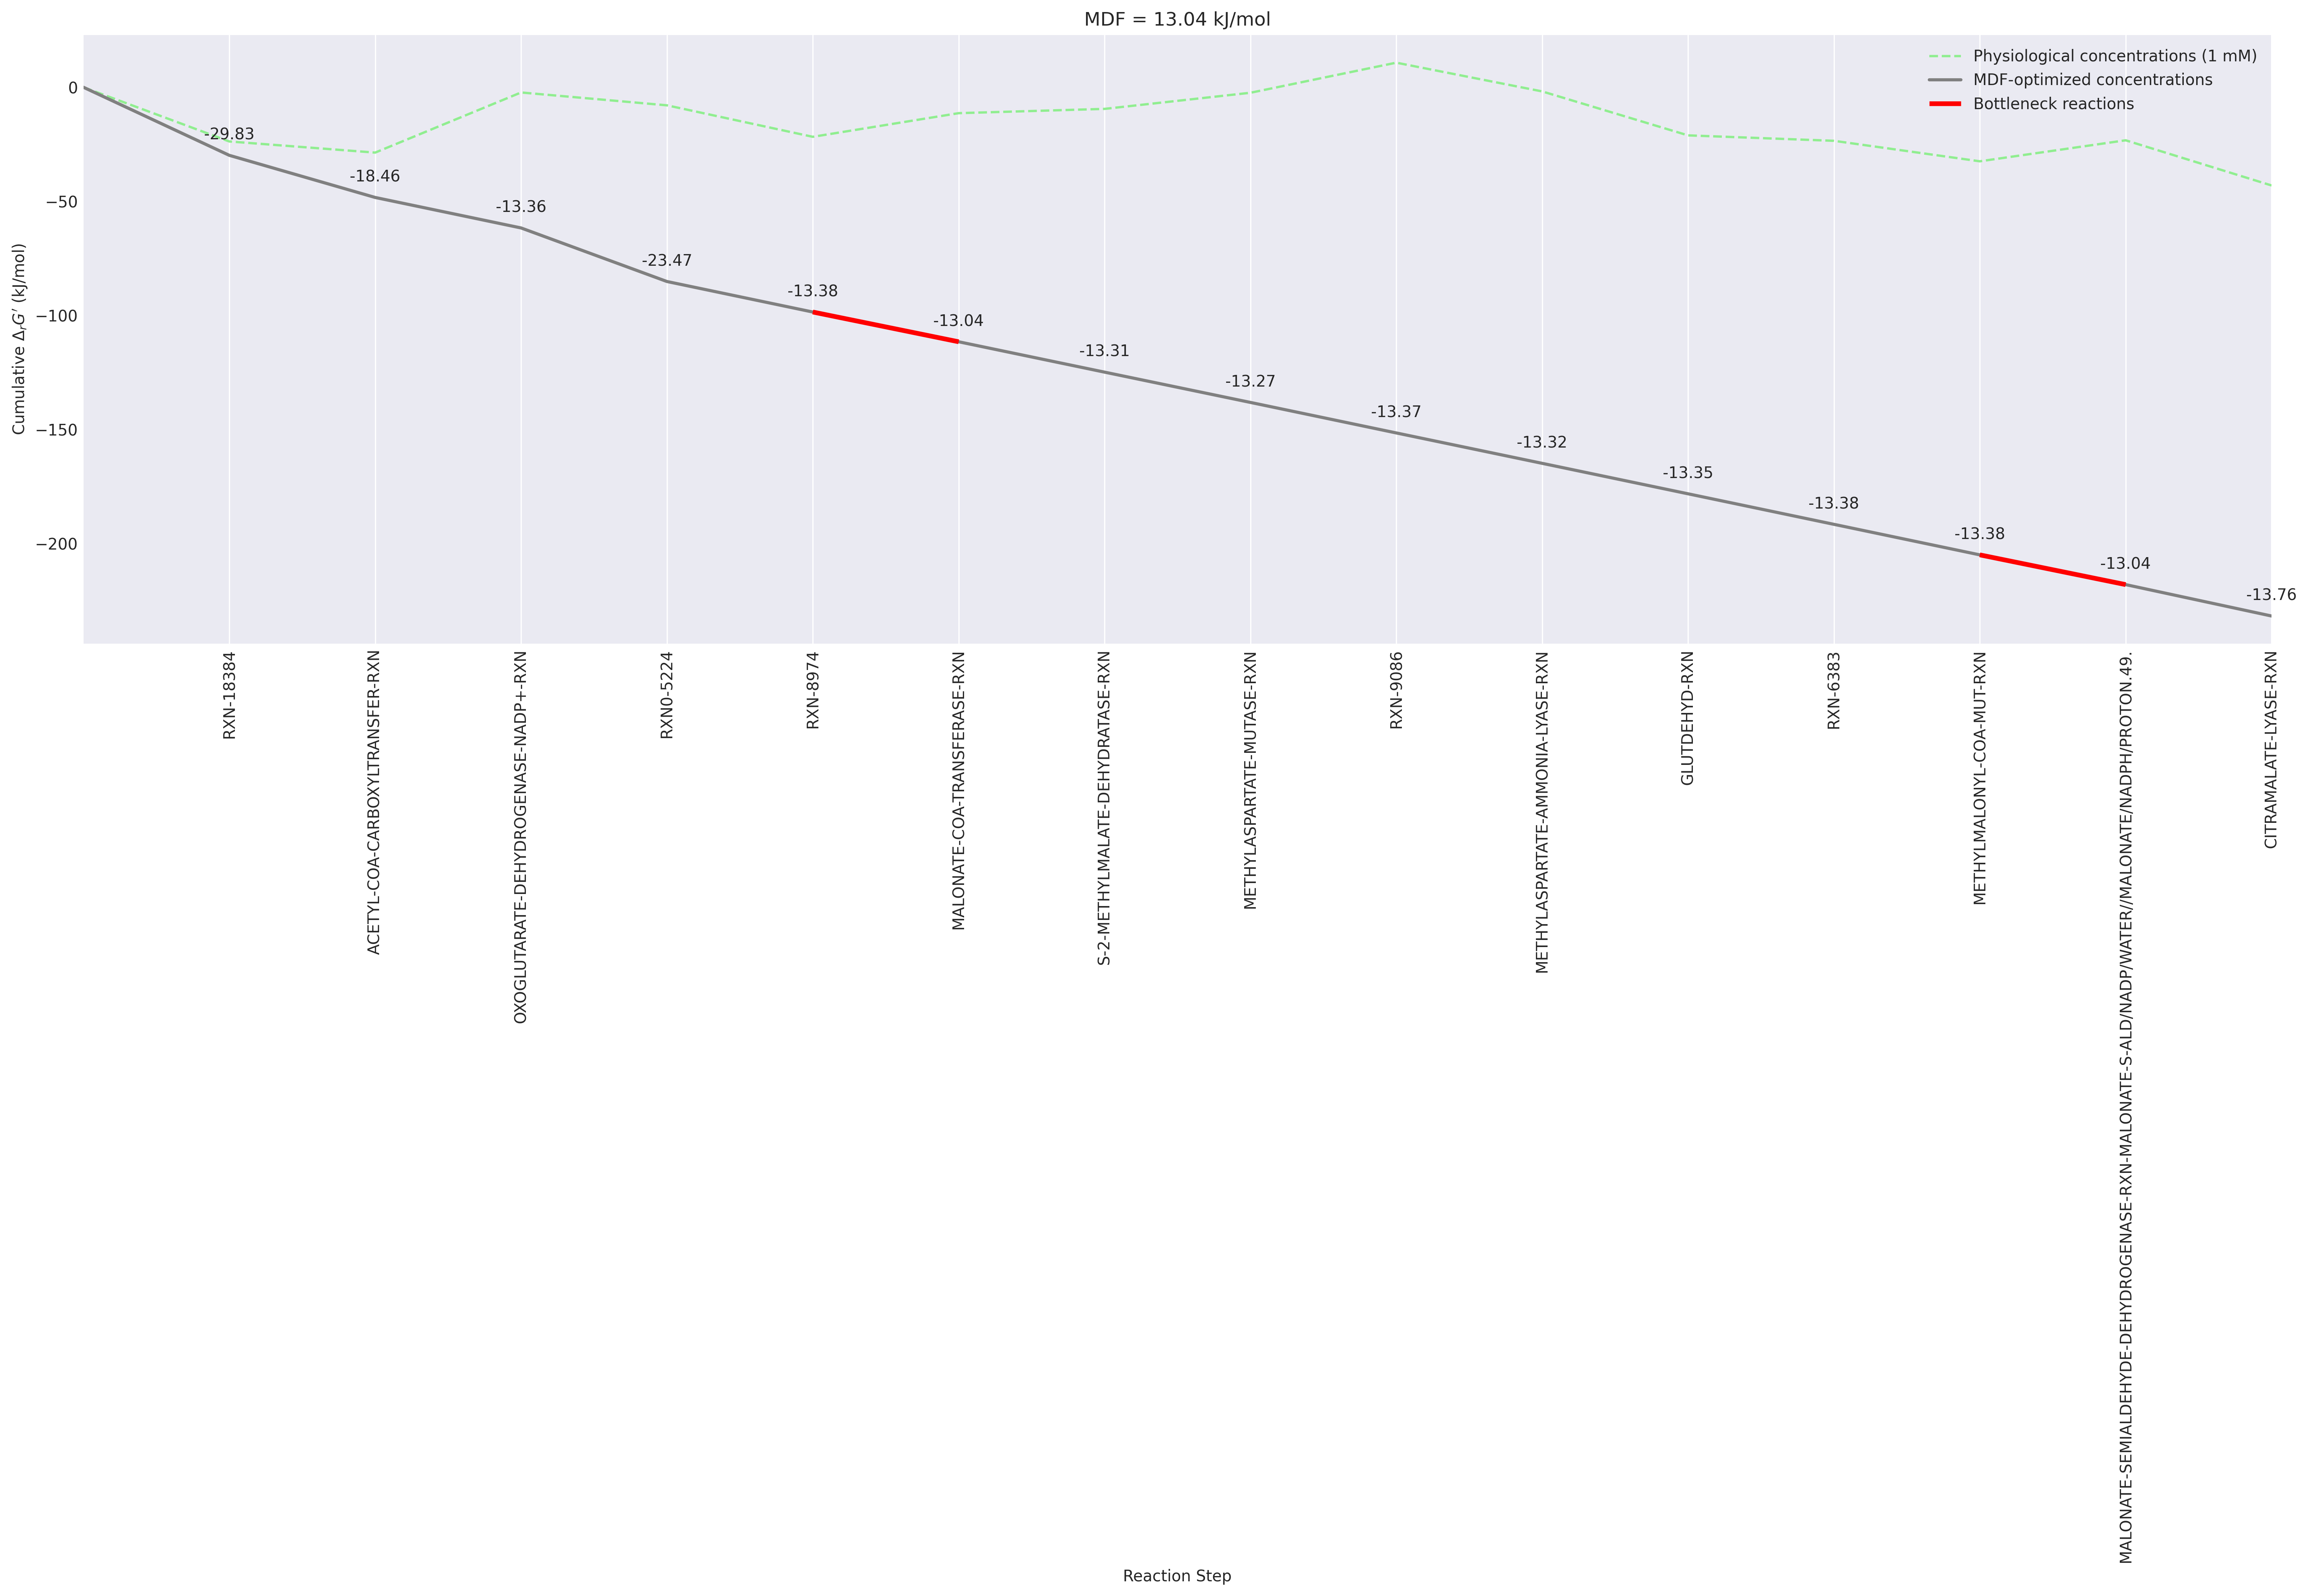 MDF = 13.04 kJ/mol
Physiological concentrations (1 mM)
MDF-optimized concentrations
Bottleneck reactions
Cumulative ΔrG′ (kJ/mol)
0
−50
−100
−150
−200
-29.83
-18.46
-13.36
-23.47
-13.38
-13.04
-13.31
-13.27
-13.37
-13.32
-13.35
-13.38
-13.38
-13.04
-13.76
RXN-18384
ACETYL-COA-CARBOXYLTRANSFER-RXN
OXOGLUTARATE-DEHYDROGENASE-NADP+-RXN
RXN0-5224
RXN-8974
MALONATE-COA-TRANSFERASE-RXN
S-2-METHYLMALATE-DEHYDRATASE-RXN
METHYLASPARTATE-MUTASE-RXN
RXN-9086
METHYLASPARTATE-AMMONIA-LYASE-RXN
GLUTDEHYD-RXN
RXN-6383
METHYLMALONYL-COA-MUT-RXN
MALONATE-SEMIALDEHYDE-DEHYDROGENASE-RXN-MALONATE-S-ALD/NADP/WATER//MALONATE/NADPH/PROTON.49.
CITRAMALATE-LYASE-RXN
Reaction Step